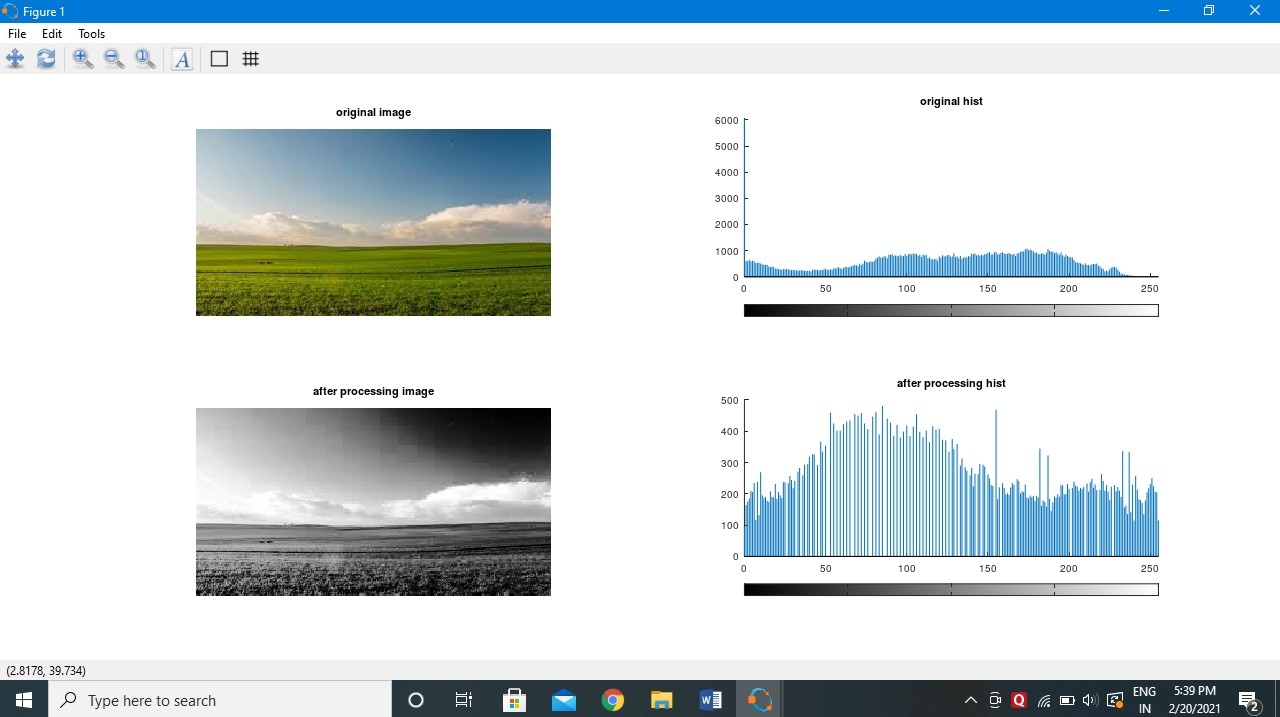 Figure 1
File Edit Tools
A
original image
original hist
6000
5000
4000
3000
2000
1000
0
0 50 100 150 200 250
after processing image
after processing hist
500
400
300
200
100
0
0 50 100 150 200 250
(2.8178, 39.734)
Type here to search
ENG
IN
5:39 PM
2/20/2021
2